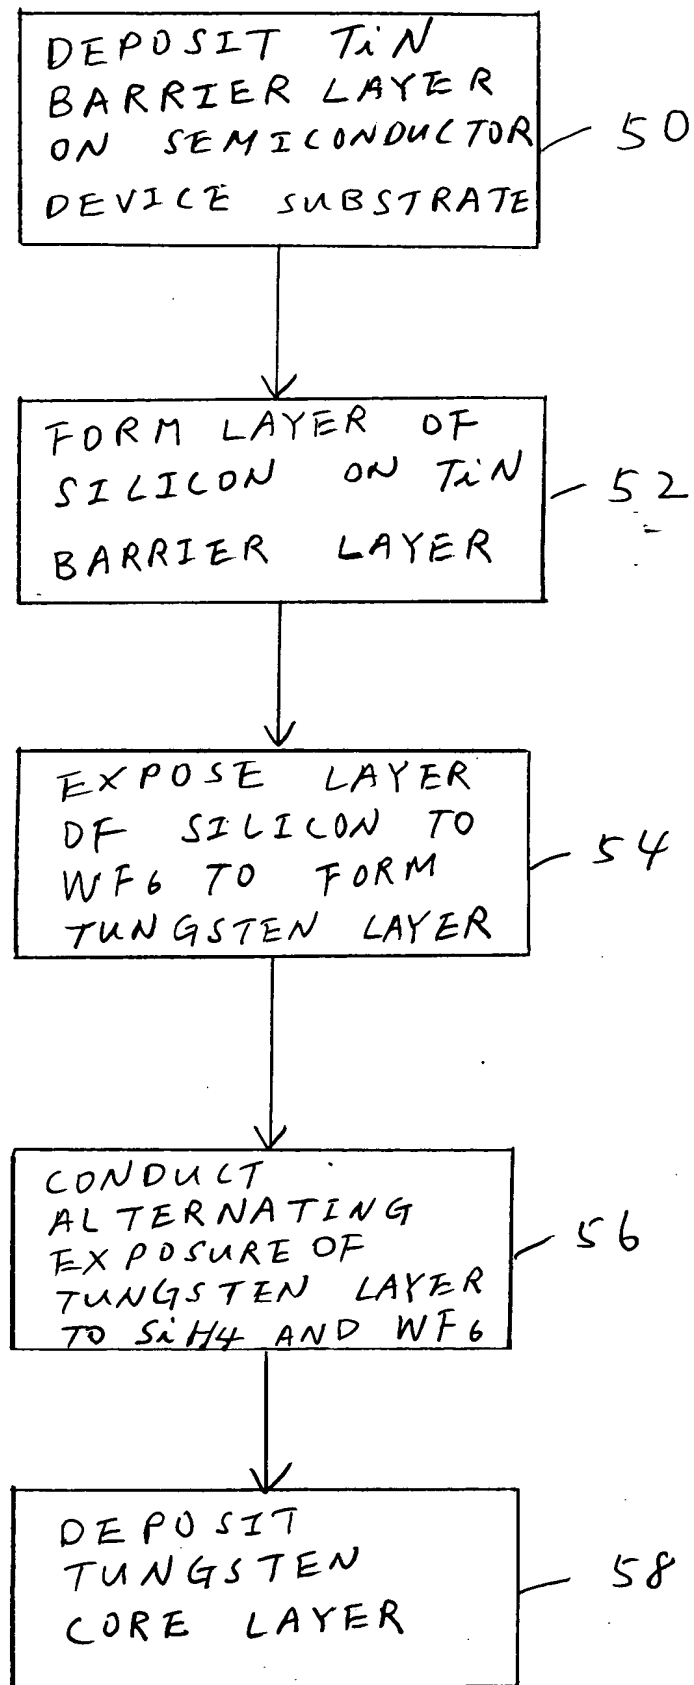 DEPOSIT TiN
BARRIER LAYER
ON SEMICONDUCTOR
DEVICE SUBSTRATE
50
FORM LAYER OF
SILICON ON TiN
BARRIER LAYER
52
EXPOSE LAYER
OF SILICON TO
WF6 TO FORM
TUNGSTEN LAYER
54
CONDUCT
ALTERNATING
EXPOSURE OF
TUNGSTEN LAYER
TO SiH4 AND WF6
56
DEPOSIT
TUNGSTEN
CORE LAYER
58